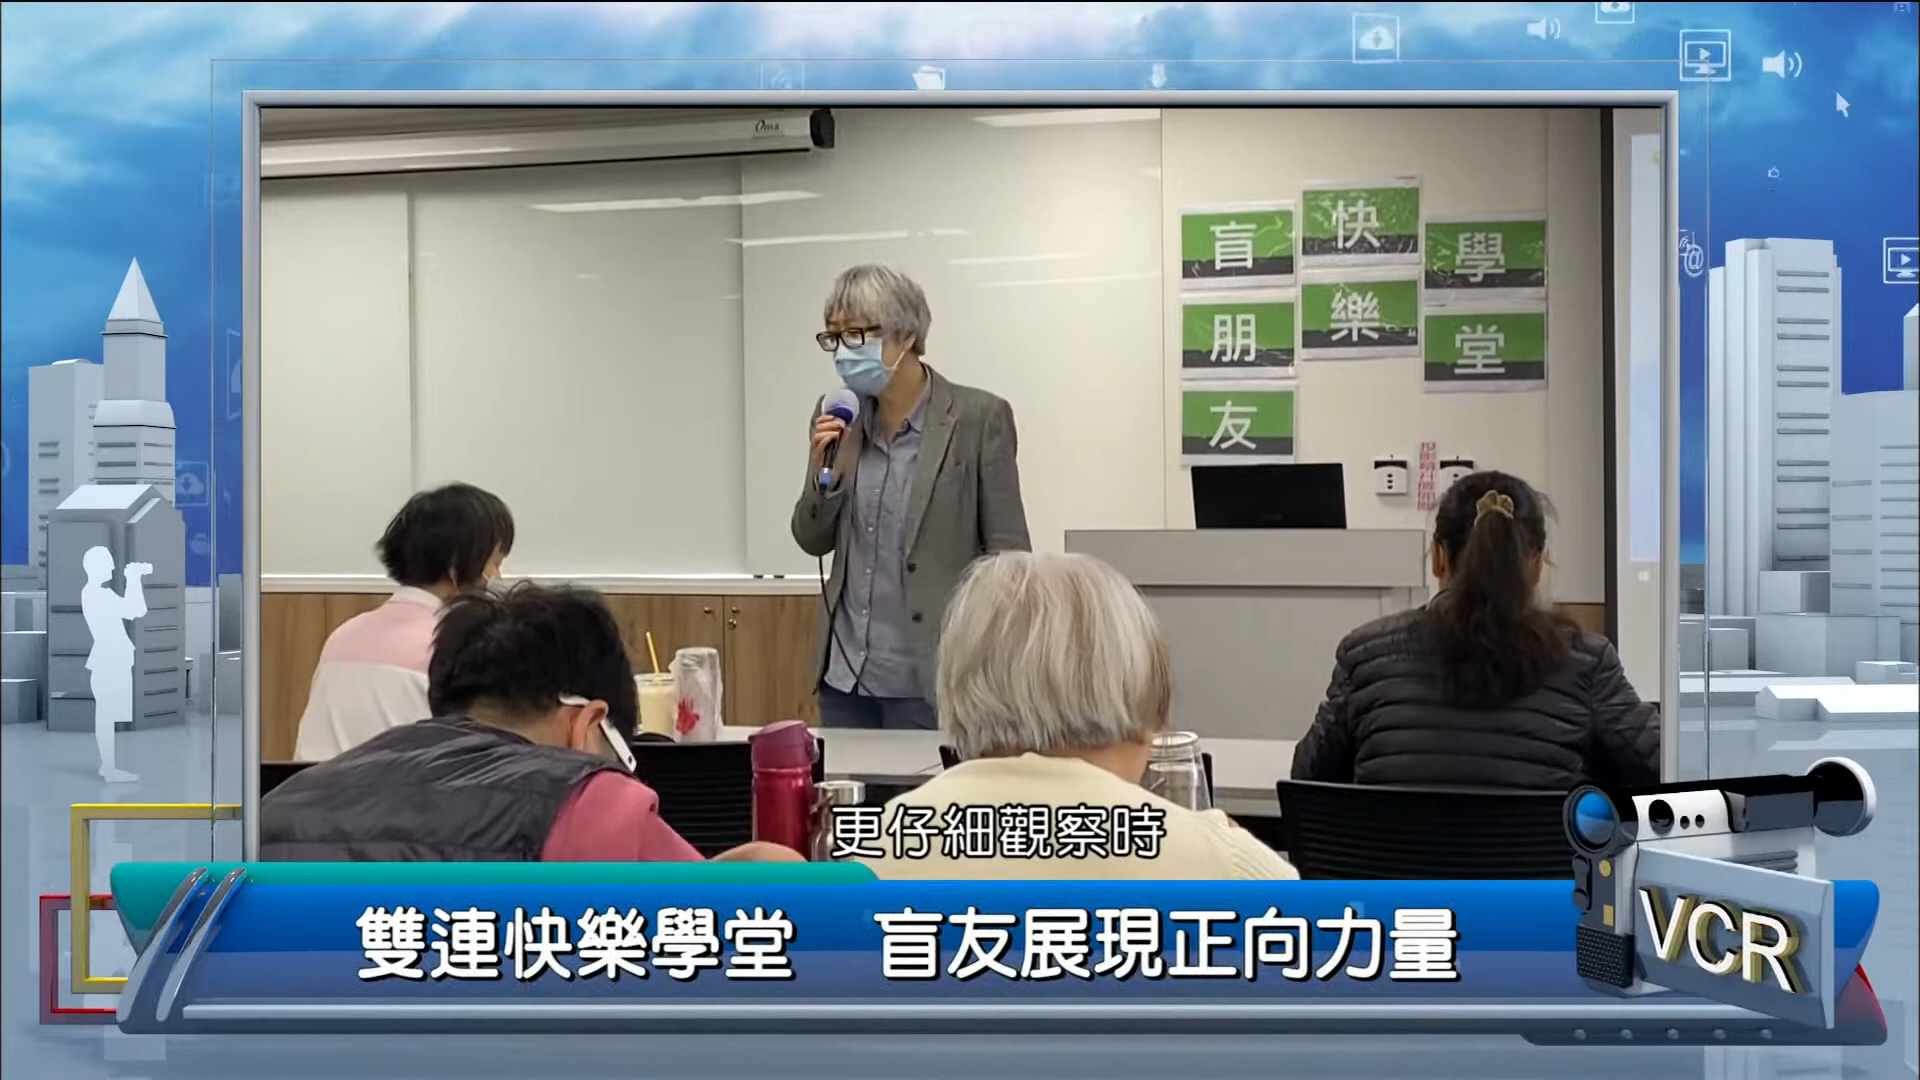 盲朋友
快樂
學堂
更仔細觀察時
雙連快樂學堂 盲友展現正向力量
VCR